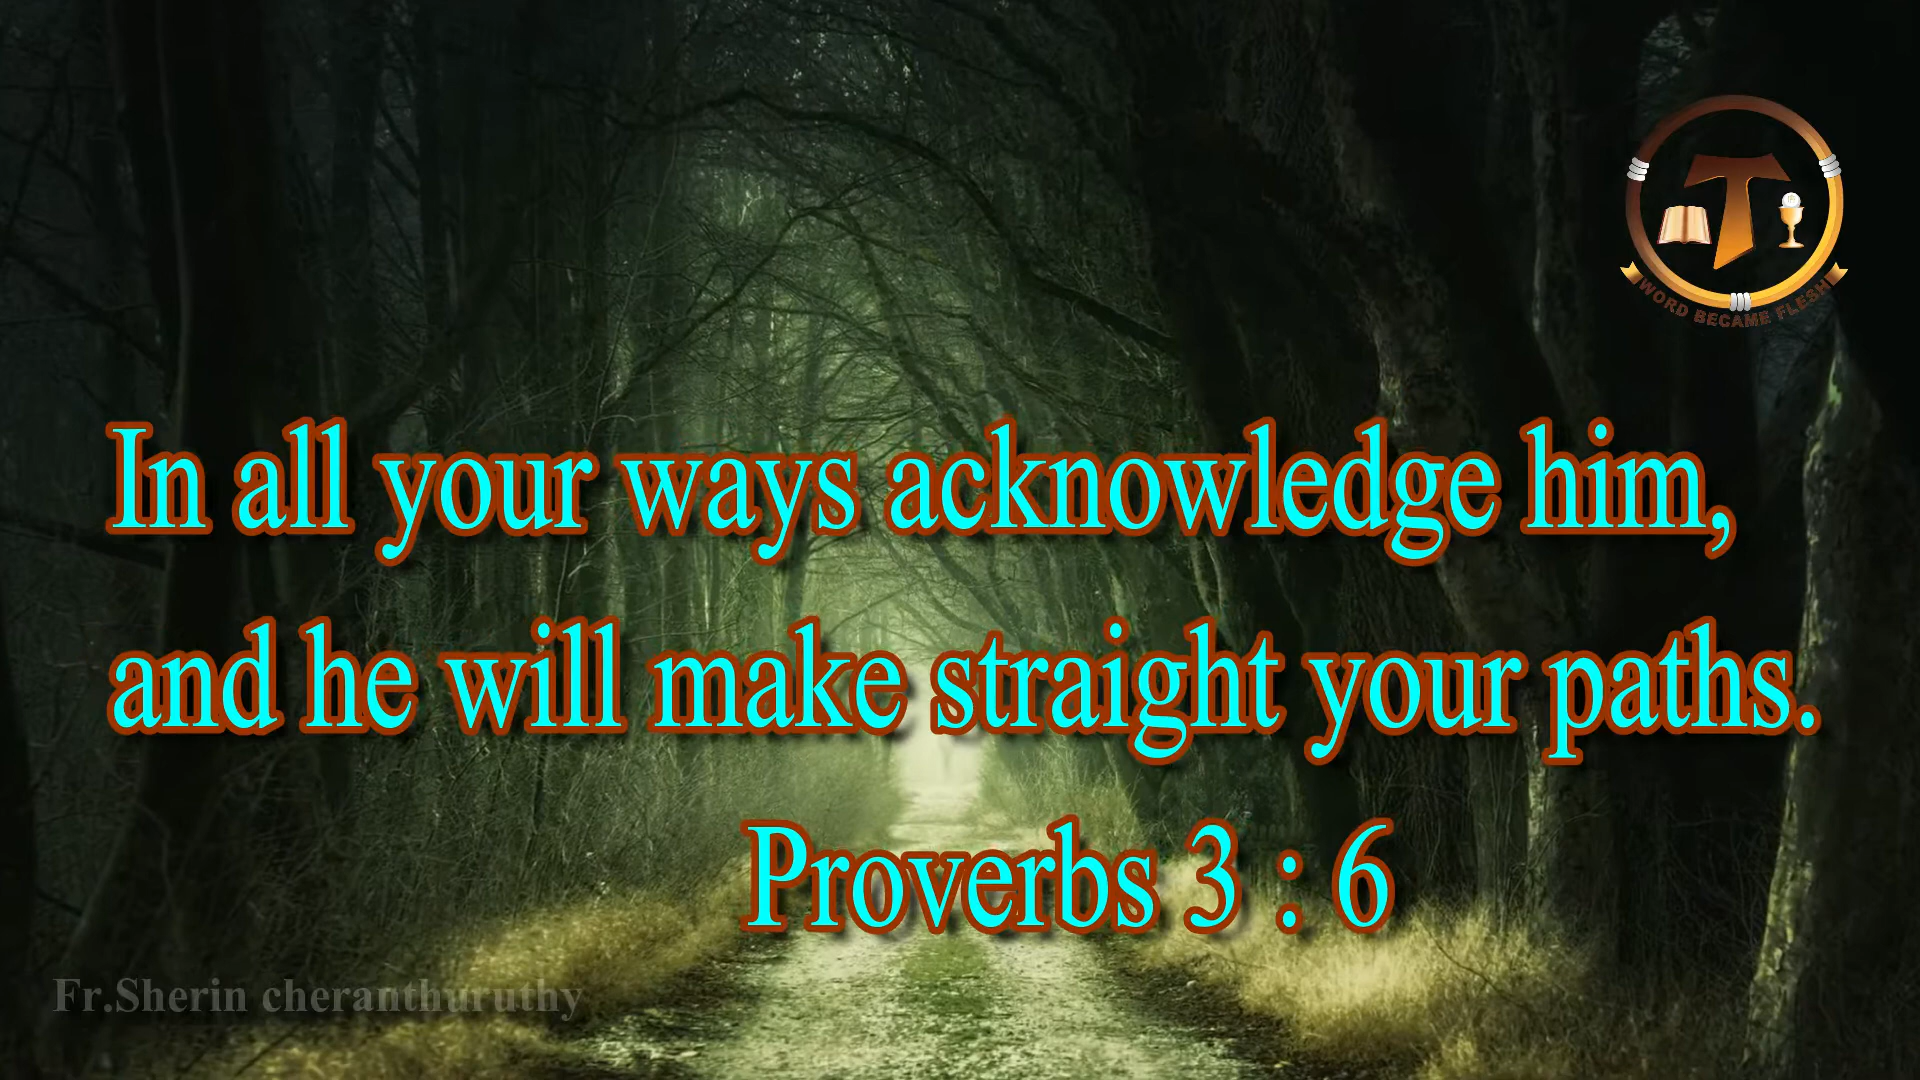 WORD BECAME FLESH
In all your ways acknowledge him,
and he will make straight your paths.
Proverbs 3 : 6
Fr.Sherin cheranthuruthy